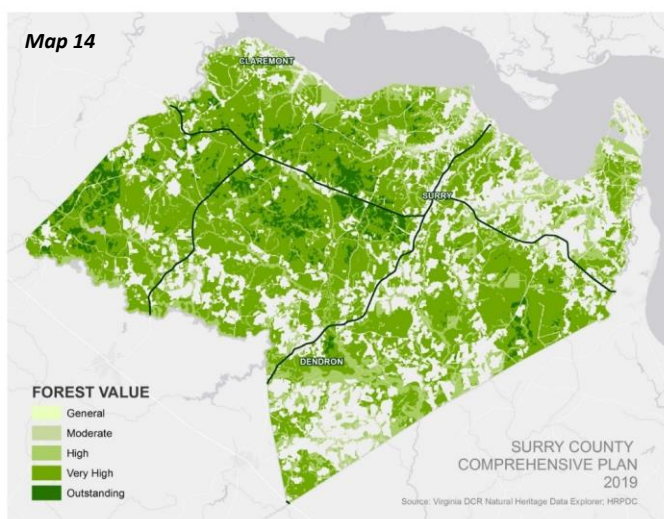 Map 14
CLAREMONT
SURRY
DENDRON
FOREST VALUE
General
Moderate
High
Very High
Outstanding
SURRY COUNTY
COMPREHENSIVE PLAN
2019
Source: Virginia DCR Natural Heritage Data Explorer; HRPDC